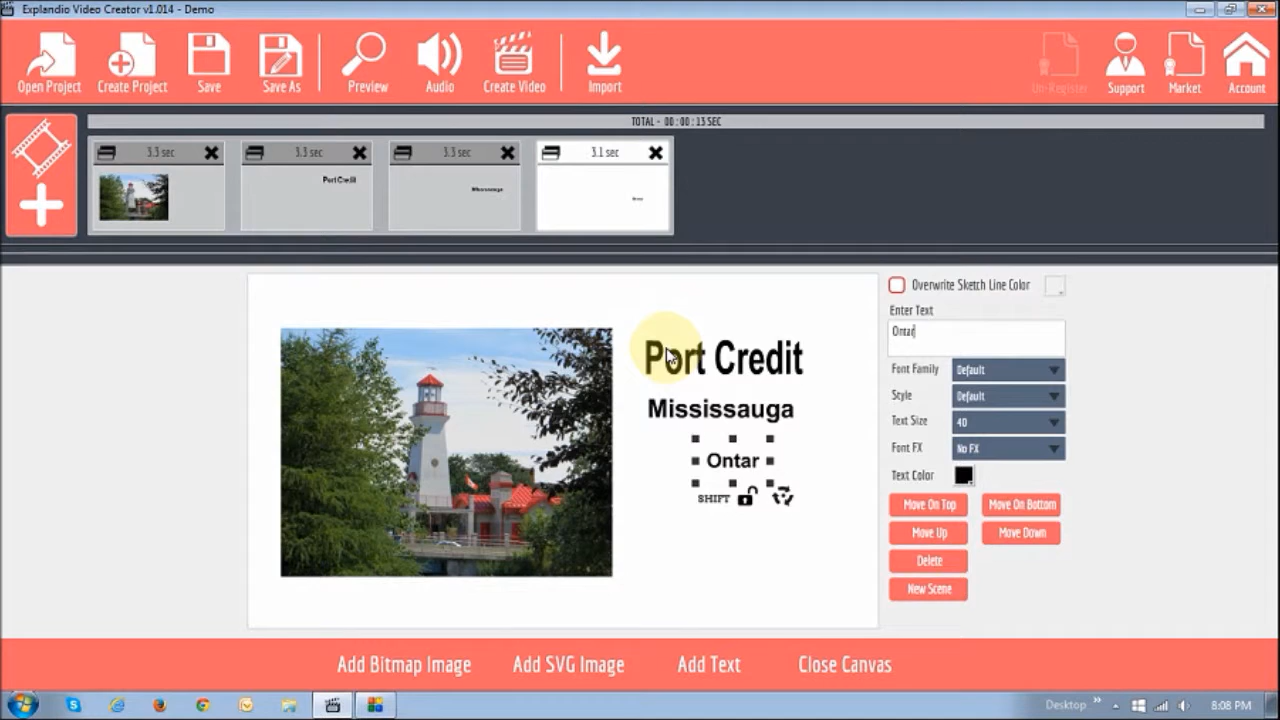 Explandio Video Creator v1.014 - Demo
Open Project Create Project Save Save As Preview Audio Create Video Import Un-Register Support Market Account
TOTAL - 00 : 00 : 13 SEC
3.3 sec 3.3 sec 3.3 sec 3.1 sec
Port Credit Mississauga
Overwrite Sketch Line Color
Enter Text
Ontar
Font Family Default
Style Default
Text Size 40
Font FX No FX
Text Color
Move On Top Move On Bottom
Move Up Move Down
Delete
New Scene
Port Credit
Mississauga
Ontar
SHIFT
Add Bitmap Image Add SVG Image Add Text Close Canvas
Desktop 8:08 PM